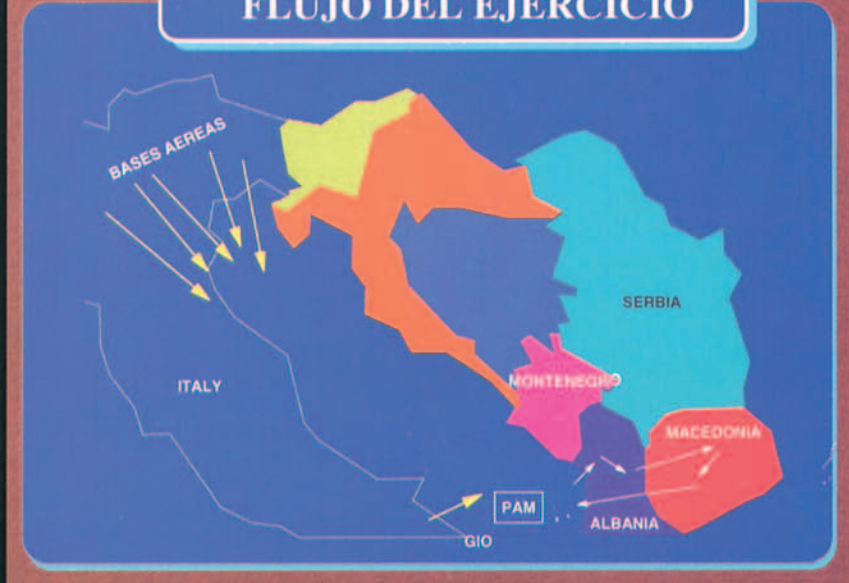 FLUJO DEL EJERCICIO
BASES AEREAS
SERBIA
ITALY
MONTENEGRO
MACEDONIA
PAM
ALBANIA
GIO